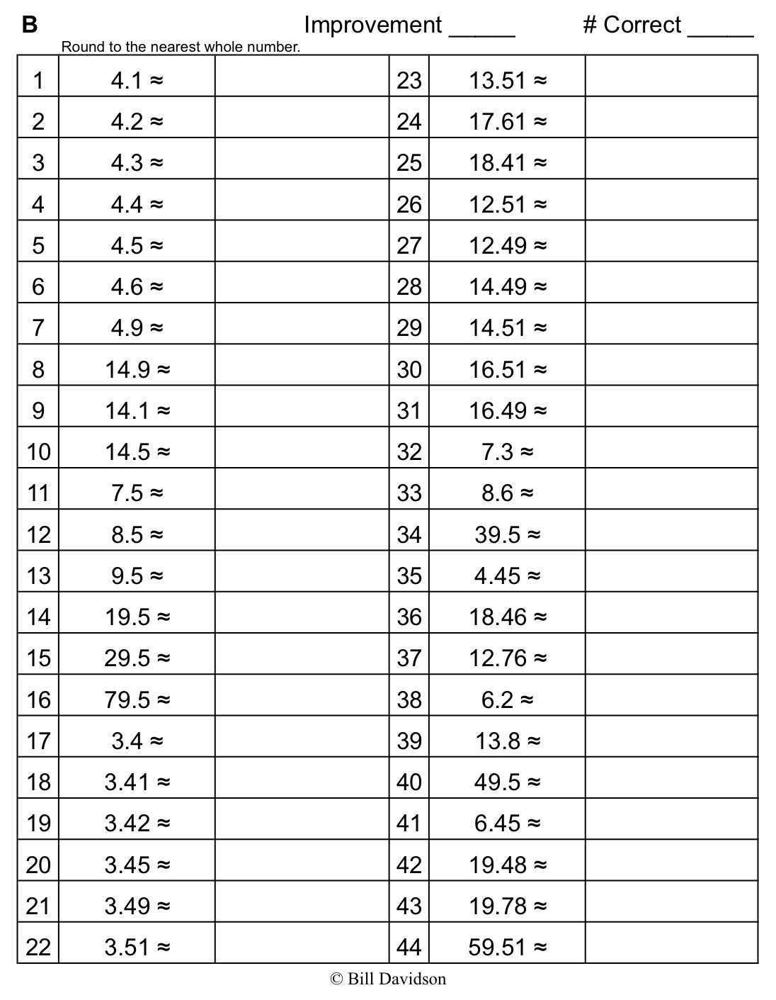 B Improvement _____ # Correct _____
Round to the nearest whole number.
1 4.1 ≈ 23 13.51 ≈
2 4.2 ≈ 24 17.61 ≈
3 4.3 ≈ 25 18.41 ≈
4 4.4 ≈ 26 12.51 ≈
5 4.5 ≈ 27 12.49 ≈
6 4.6 ≈ 28 14.49 ≈
7 4.9 ≈ 29 14.51 ≈
8 14.9 ≈ 30 16.51 ≈
9 14.1 ≈ 31 16.49 ≈
10 14.5 ≈ 32 7.3 ≈
11 7.5 ≈ 33 8.6 ≈
12 8.5 ≈ 34 39.5 ≈
13 9.5 ≈ 35 4.45 ≈
14 19.5 ≈ 36 18.46 ≈
15 29.5 ≈ 37 12.76 ≈
16 79.5 ≈ 38 6.2 ≈
17 3.4 ≈ 39 13.8 ≈
18 3.41 ≈ 40 49.5 ≈
19 3.42 ≈ 41 6.45 ≈
20 3.45 ≈ 42 19.48 ≈
21 3.49 ≈ 43 19.78 ≈
22 3.51 ≈ 44 59.51 ≈
© Bill Davidson